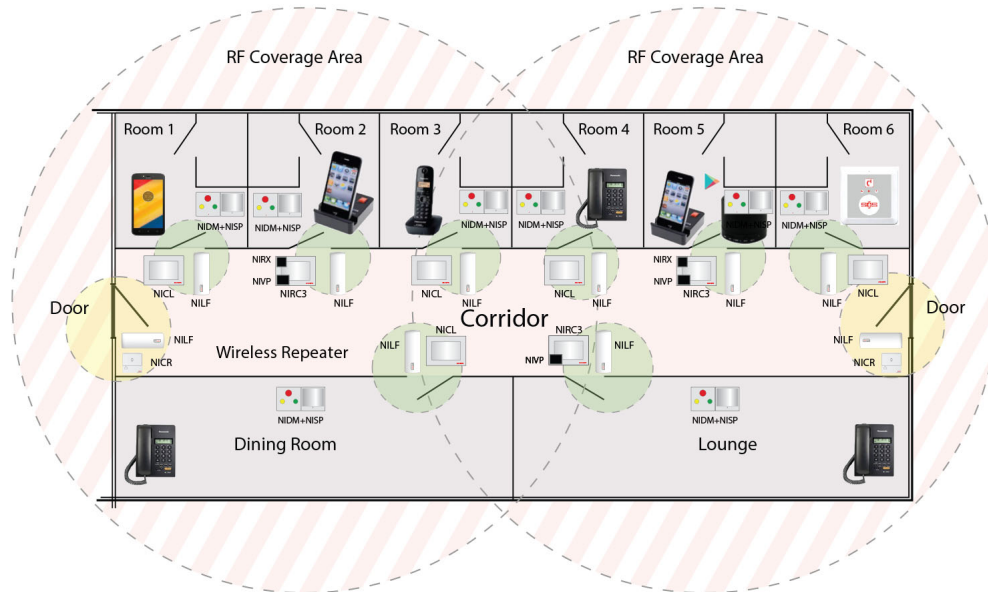 RF Coverage Area
RF Coverage Area
Room 1
Room 2
Room 3
Room 4
Room 5
Room 6
NIDM+NISP
NIDM+NISP
NIDM+NISP
NIDM+NISP
NIDM+NISP
NIDM+NISP
NICL
NILF
NIRX
NIVP
NIRC3
NILF
NICL
NILF
NICL
NILF
NIRX
NIVP
NIRC3
NILF
NILF
NICL
Door
Corridor
Door
NILF
NICR
Wireless Repeater
NILF
NICL
NIRC3
NIVP
NILF
NILF
NICR
NIDM+NISP
NIDM+NISP
Dining Room
Lounge